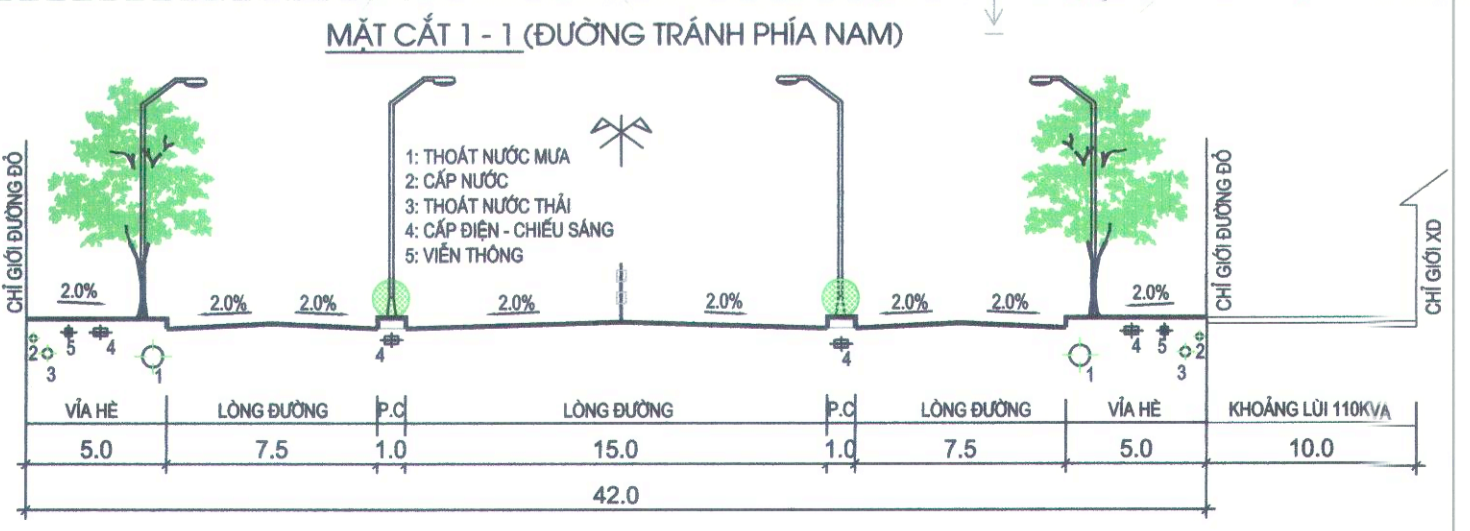 MẶT CẮT 1 - 1 (ĐƯỜNG TRÁNH PHÍA NAM)
1: THOÁT NƯỚC MƯA
2: CẤP NƯỚC
3: THOÁT NƯỚC THẢI
4: CẤP ĐIỆN - CHIẾU SÁNG
5: VIỄN THÔNG
CHỈ GIỚI ĐƯỜNG ĐỎ
CHỈ GIỚI ĐƯỜNG ĐỎ
CHỈ GIỚI XD
2.0% 2.0% 2.0% 2.0% 2.0% 2.0% 2.0% 2.0%
2 3 5 4 1 4 4 1 4 5 3 2
VỈA HÈ LÒNG ĐƯỜNG P.C LÒNG ĐƯỜNG P.C LÒNG ĐƯỜNG VỈA HÈ KHOẢNG LÙI 110KVA
5.0 7.5 1.0 15.0 1.0 7.5 5.0 10.0
42.0